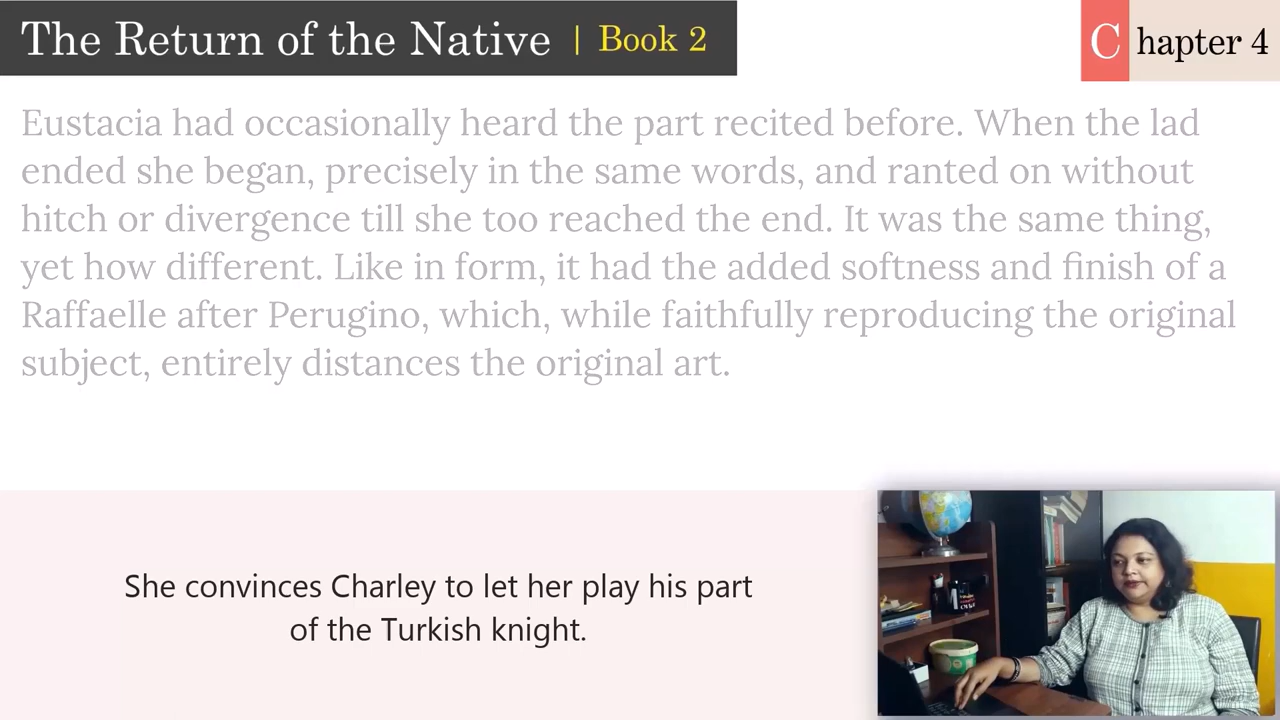 The Return of the Native | Book 2
Chapter 4
Eustacia had occasionally heard the part recited before. When the lad
ended she began, precisely in the same words, and ranted on without
hitch or divergence till she too reached the end. It was the same thing,
yet how different. Like in form, it had the added softness and finish of a
Raffaelle after Perugino, which, while faithfully reproducing the original
subject, entirely distances the original art.
She convinces Charley to let her play his part
of the Turkish knight.